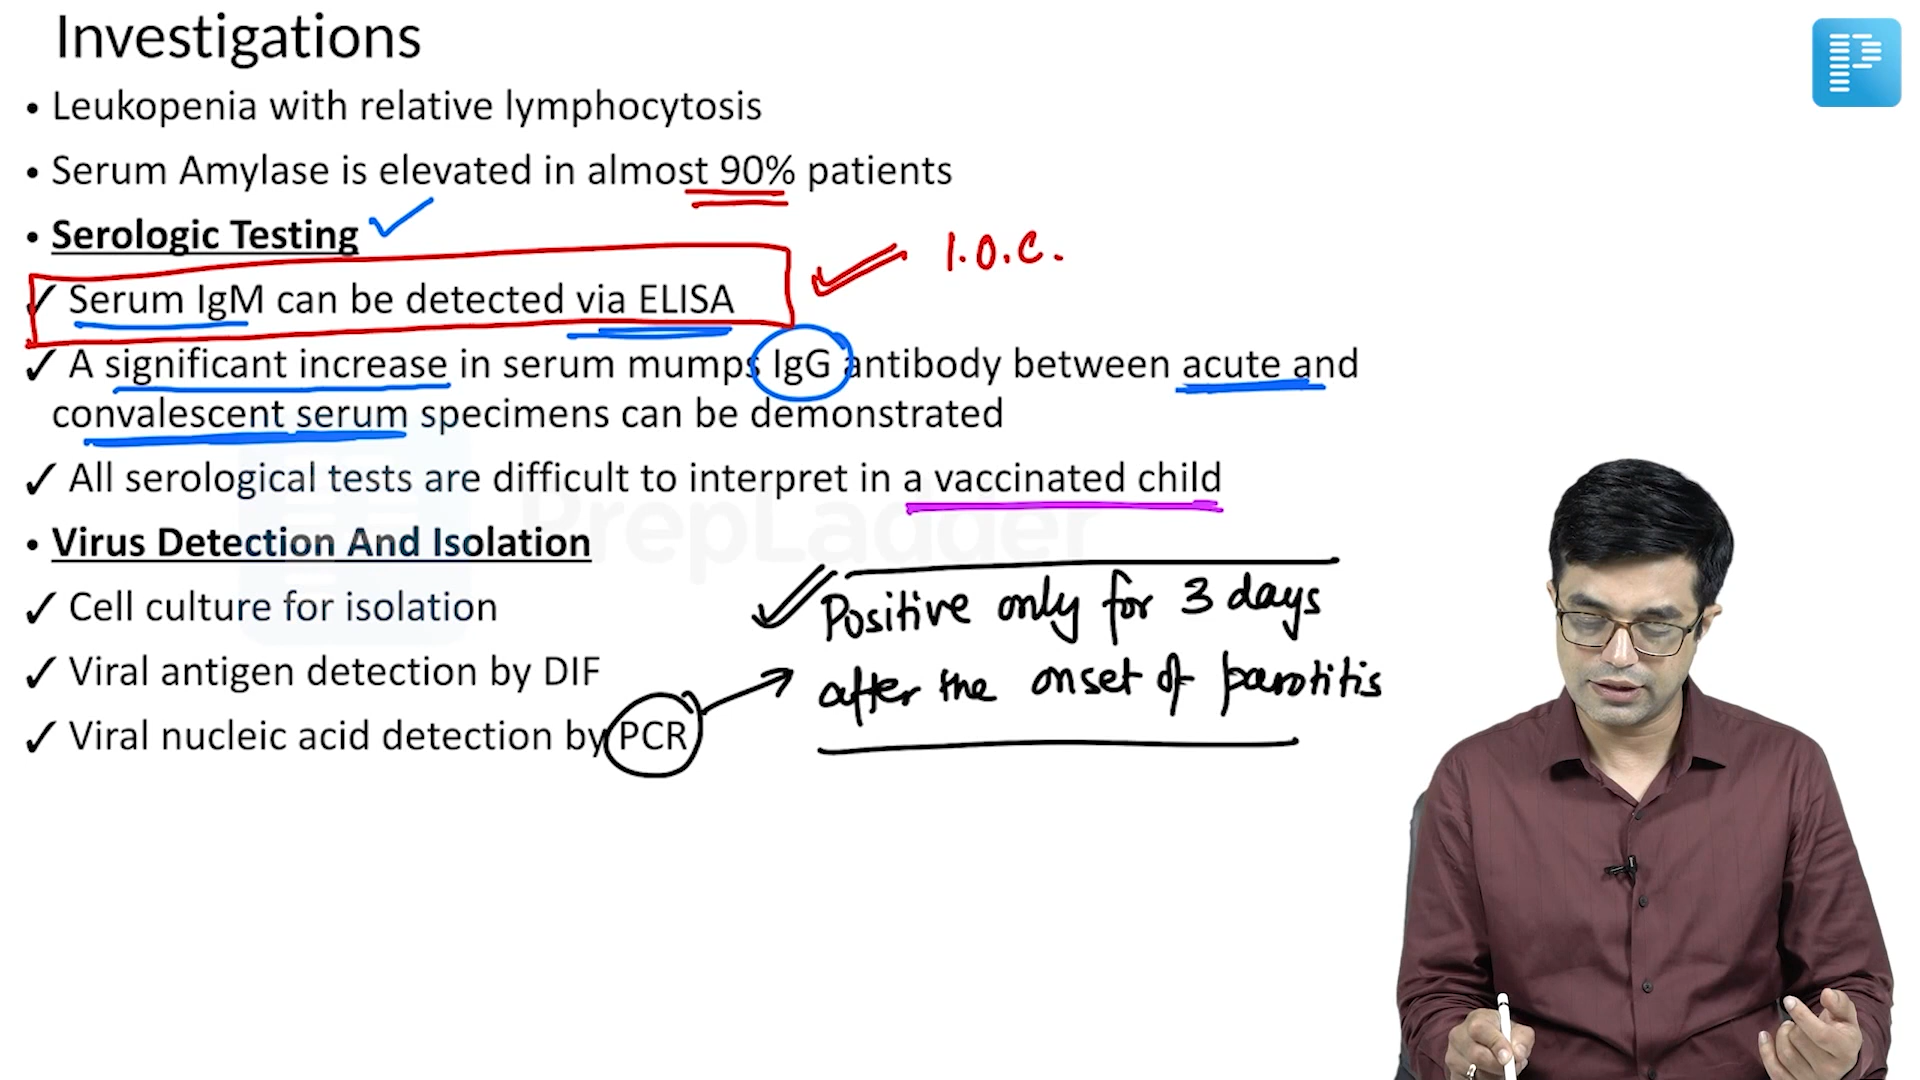 Investigations
• Leukopenia with relative lymphocytosis
• Serum Amylase is elevated in almost 90% patients
• Serologic Testing
I.O.C.
✓ Serum IgM can be detected via ELISA
✓ A significant increase in serum mumps IgG antibody between acute and
convalescent serum specimens can be demonstrated
✓ All serological tests are difficult to interpret in a vaccinated child
PrepLadder
• Virus Detection And Isolation
✓ Cell culture for isolation
Positive only for 3 days
✓ Viral antigen detection by DIF
after the onset of parotitis
✓ Viral nucleic acid detection by PCR